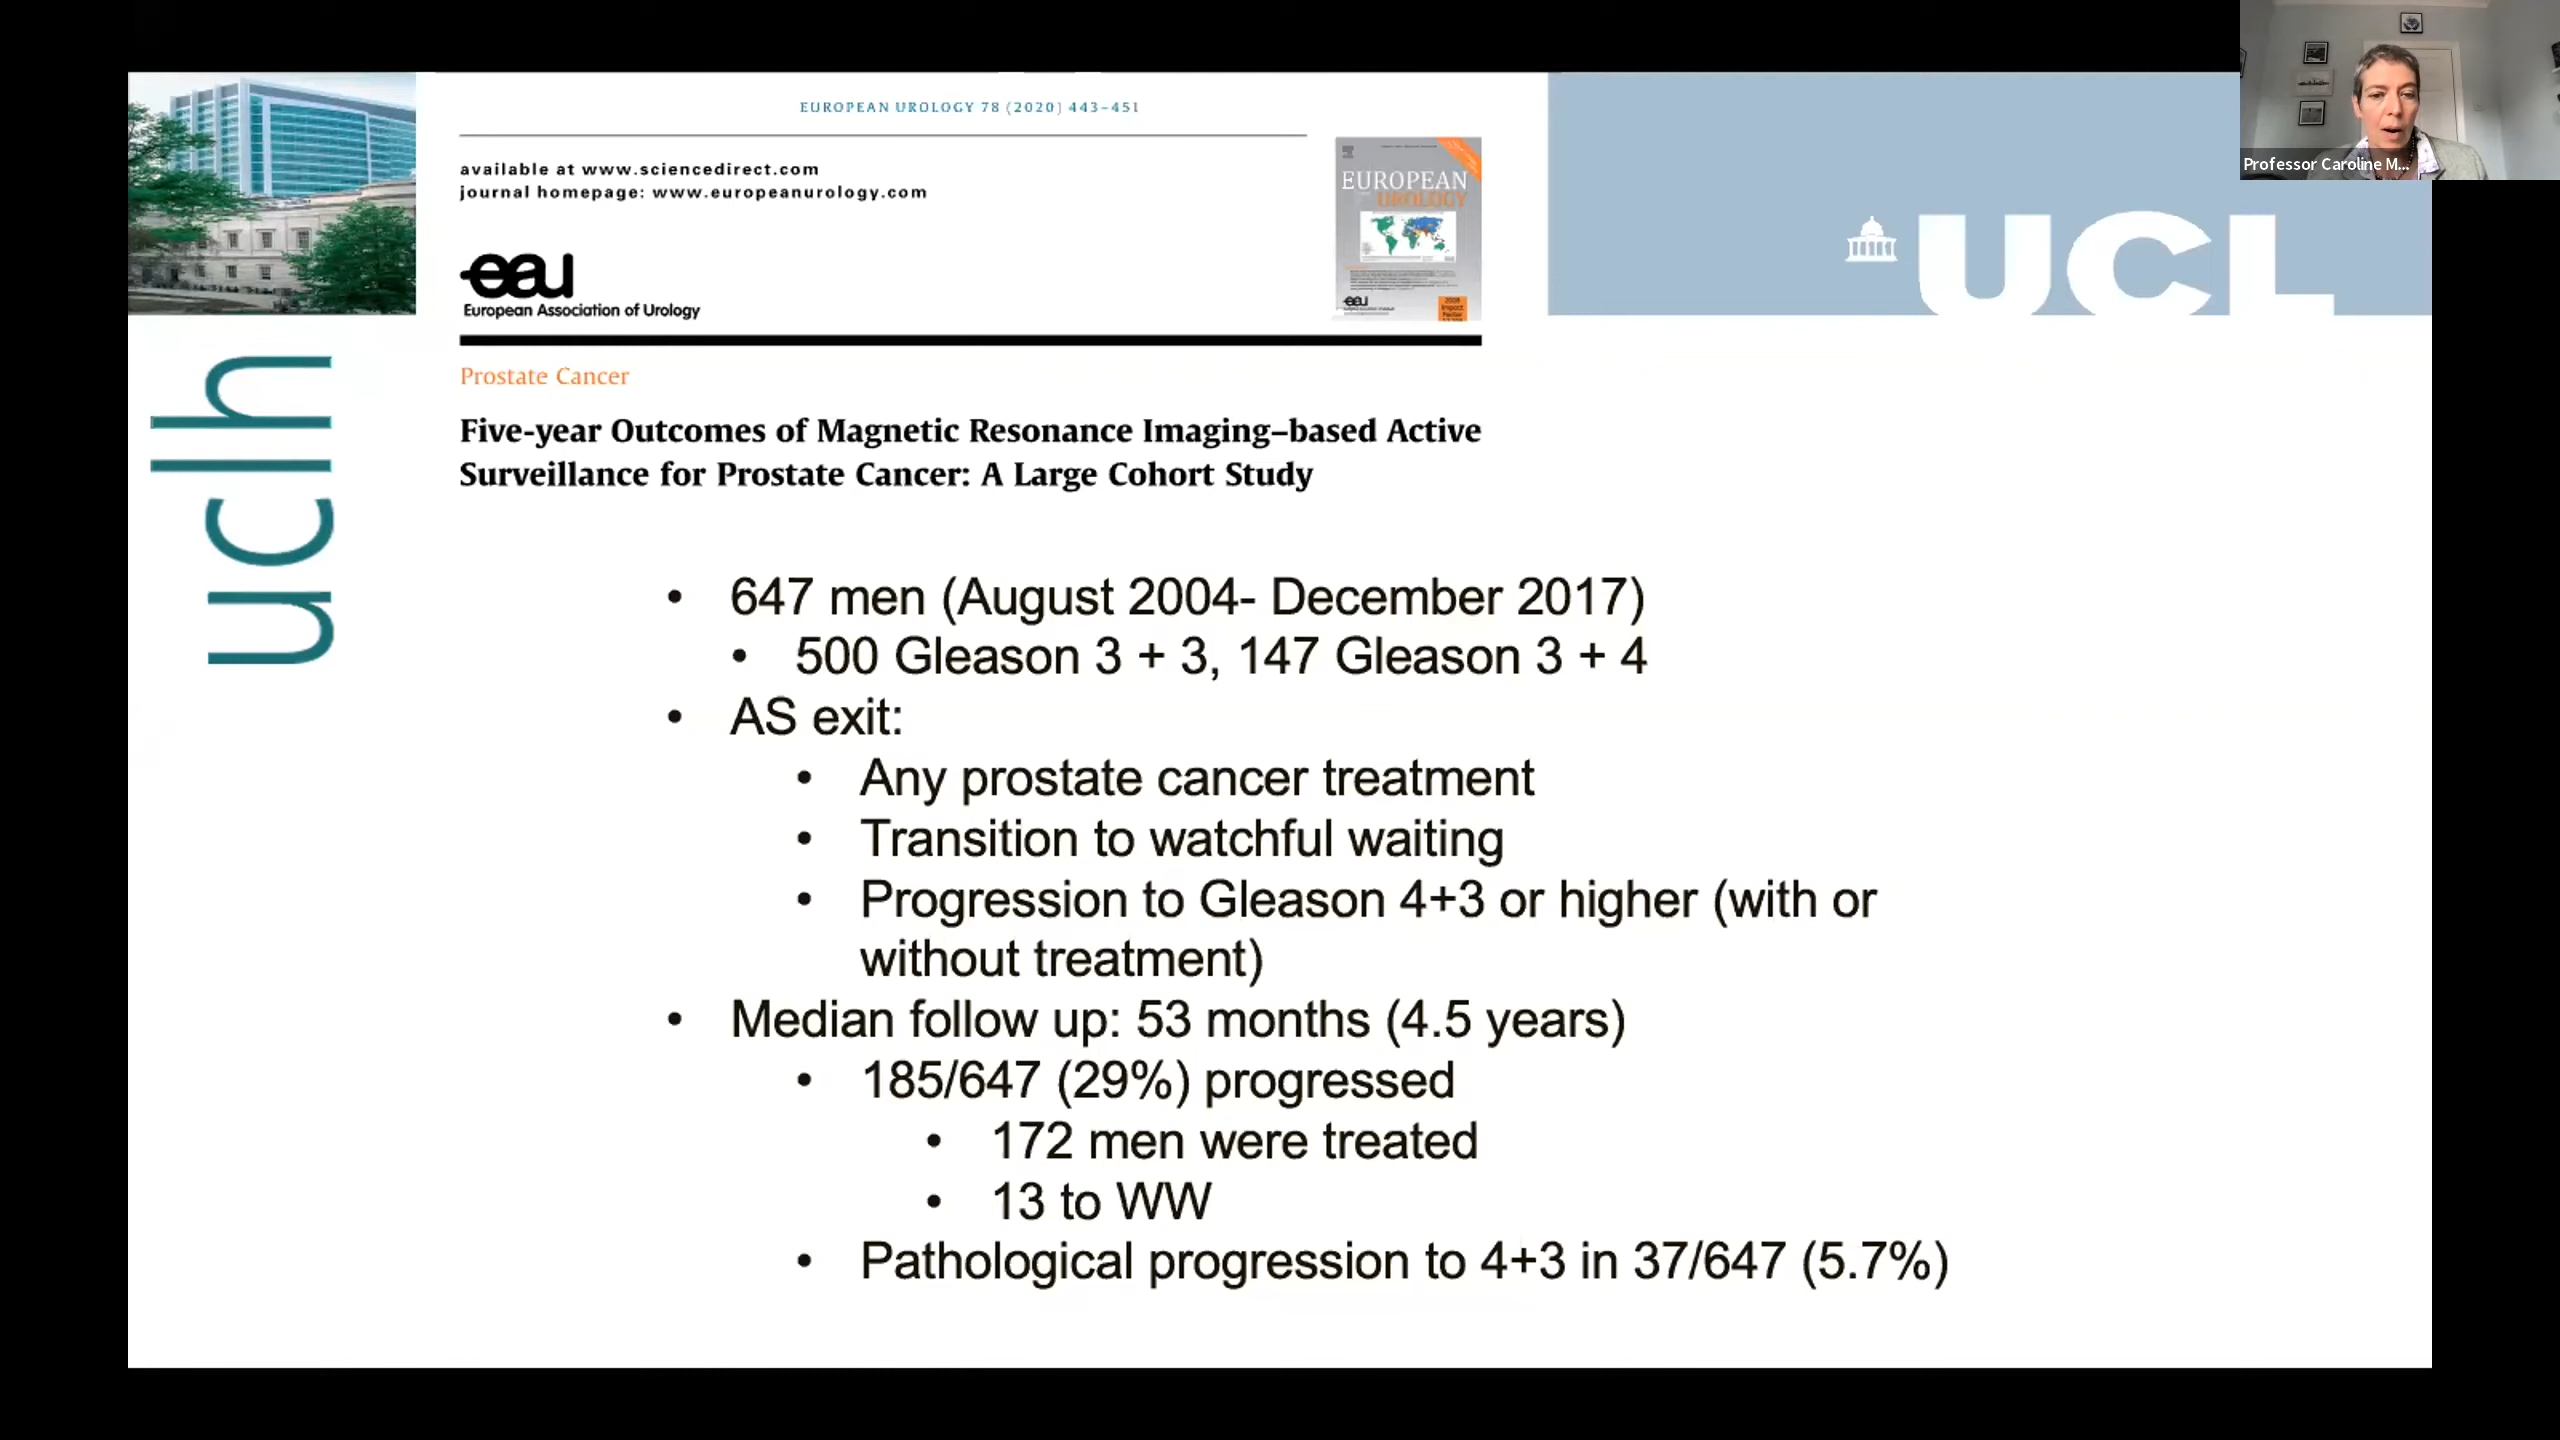 Professor Caroline M...
EUROPEAN UROLOGY 78 (2020) 443–451
available at www.sciencedirect.com
journal homepage: www.europeanurology.com
EUROPEAN
UROLOGY
eau
2008
Impact
Factor
eau
European Association of Urology
UCL
uclh
Prostate Cancer
Five-year Outcomes of Magnetic Resonance Imaging–based Active
Surveillance for Prostate Cancer: A Large Cohort Study
• 647 men (August 2004- December 2017)
• 500 Gleason 3 + 3, 147 Gleason 3 + 4
• AS exit:
• Any prostate cancer treatment
• Transition to watchful waiting
• Progression to Gleason 4+3 or higher (with or
without treatment)
• Median follow up: 53 months (4.5 years)
• 185/647 (29%) progressed
• 172 men were treated
• 13 to WW
• Pathological progression to 4+3 in 37/647 (5.7%)